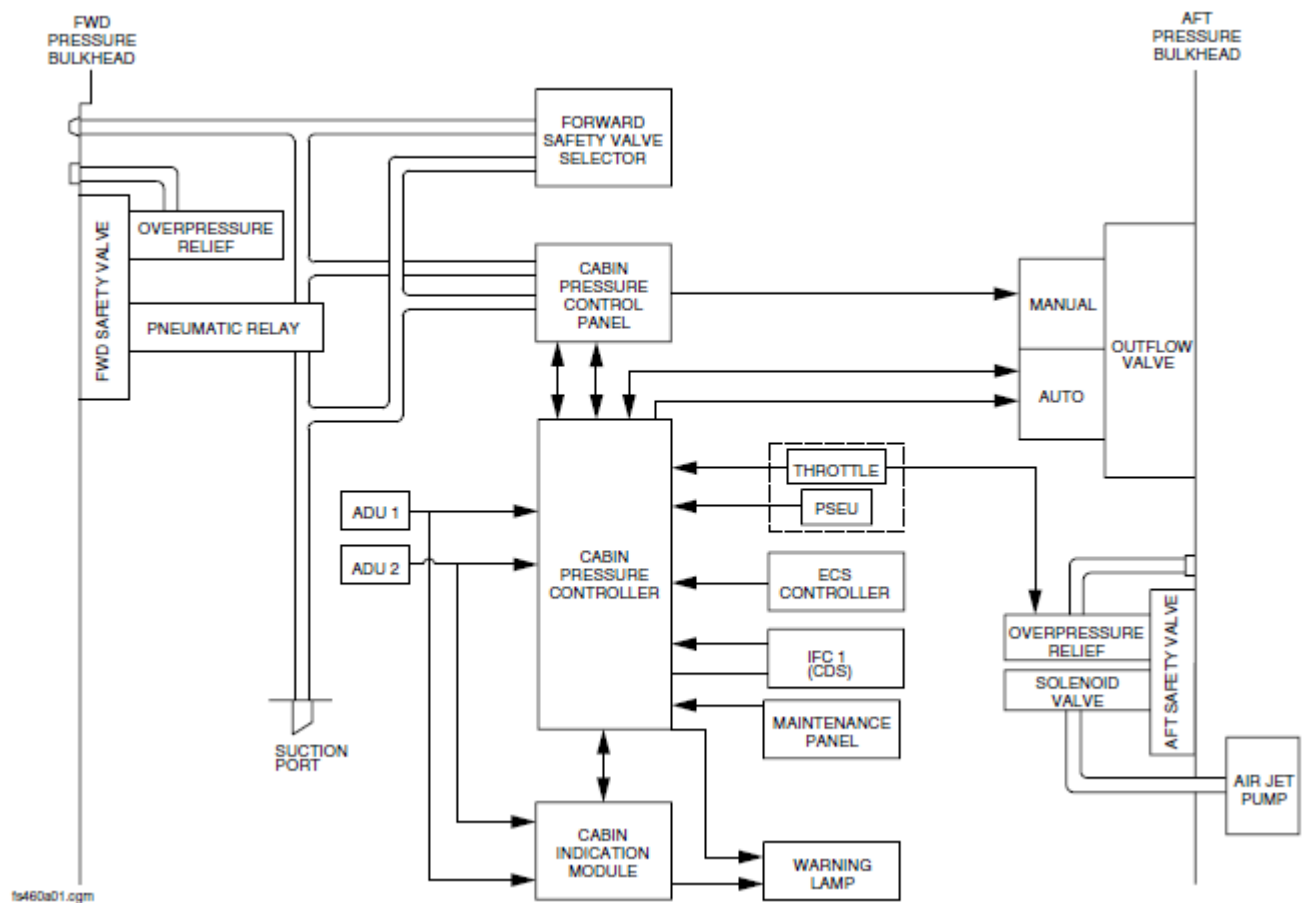 FWD
PRESSURE
BULKHEAD
AFT
PRESSURE
BULKHEAD
FORWARD
SAFETY VALVE
SELECTOR
OVERPRESSURE
RELIEF
FWD SAFETY VALVE
PNEUMATIC RELAY
CABIN
PRESSURE
CONTROL
PANEL
MANUAL
AUTO
OUTFLOW
VALVE
THROTTLE
PSEU
ADU 1
ADU 2
CABIN
PRESSURE
CONTROLLER
ECS
CONTROLLER
IFC 1
(CDS)
MAINTENANCE
PANEL
OVERPRESSURE
RELIEF
SOLENOID
VALVE
AFT SAFETY VALVE
AIR JET
PUMP
SUCTION
PORT
CABIN
INDICATION
MODULE
WARNING
LAMP
fs460a01.cgm